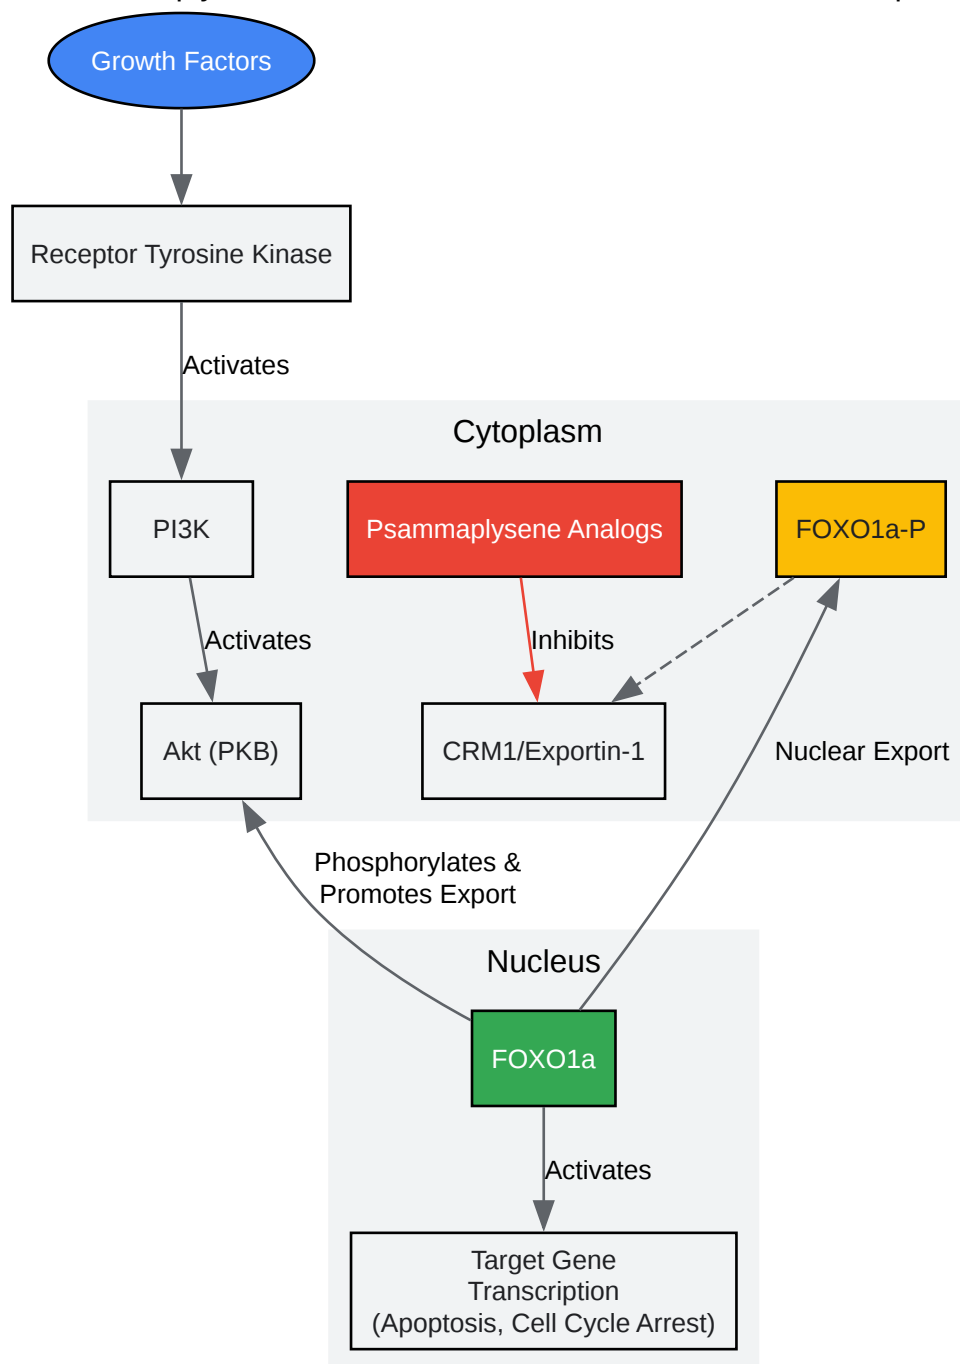 Growth Factors
Receptor Tyrosine Kinase
Activates
Cytoplasm
PI3K
Psammaplysene Analogs
FOXO1a-P
Activates
Inhibits
Akt (PKB)
CRM1/Exportin-1
Nuclear Export
Phosphorylates &
Promotes Export
Nucleus
FOXO1a
Activates
Target Gene
Transcription
(Apoptosis, Cell Cycle Arrest)